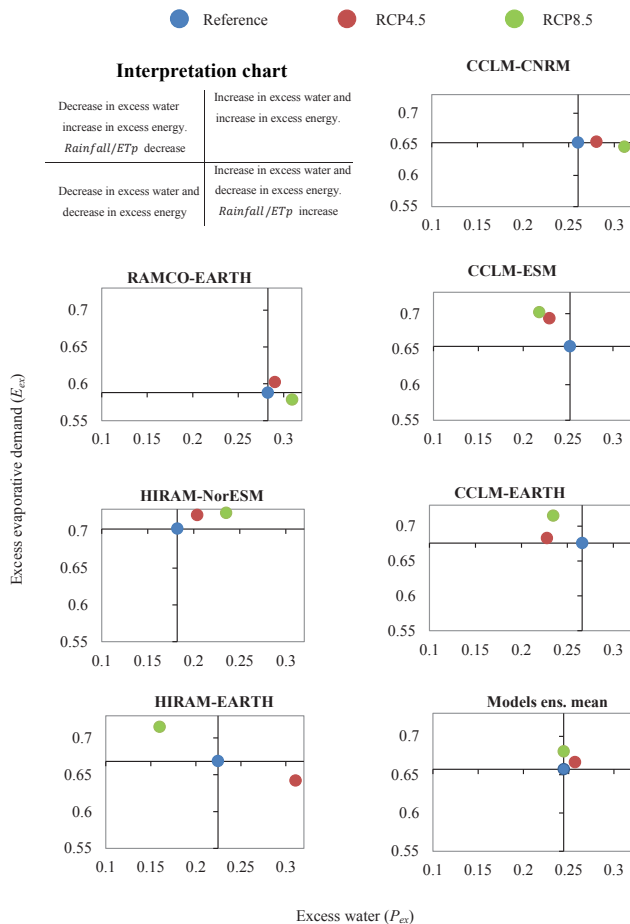 Reference RCP4.5 RCP8.5
Interpretation chart
Decrease in excess water
increase in excess energy.
Rainfall/ETp decrease
Increase in excess water and
increase in excess energy.
Decrease in excess water and
decrease in excess energy
Increase in excess water and
decrease in excess energy.
Rainfall/ETp increase
CCLM-CNRM
0.7
0.65
0.6
0.55
0.1 0.15 0.2 0.25 0.3
RAMCO-EARTH
0.7
0.65
0.6
0.55
0.1 0.15 0.2 0.25 0.3
CCLM-ESM
0.7
0.65
0.6
0.55
0.1 0.15 0.2 0.25 0.3
HIRAM-NorESM
0.7
0.65
0.6
0.55
0.1 0.15 0.2 0.25 0.3
CCLM-EARTH
0.7
0.65
0.6
0.55
0.1 0.15 0.2 0.25 0.3
HIRAM-EARTH
0.7
0.65
0.6
0.55
0.1 0.15 0.2 0.25 0.3
Models ens. mean
0.7
0.65
0.6
0.55
0.1 0.15 0.2 0.25 0.3
Excess evaporative demand (Eex)
Excess water (Pex)